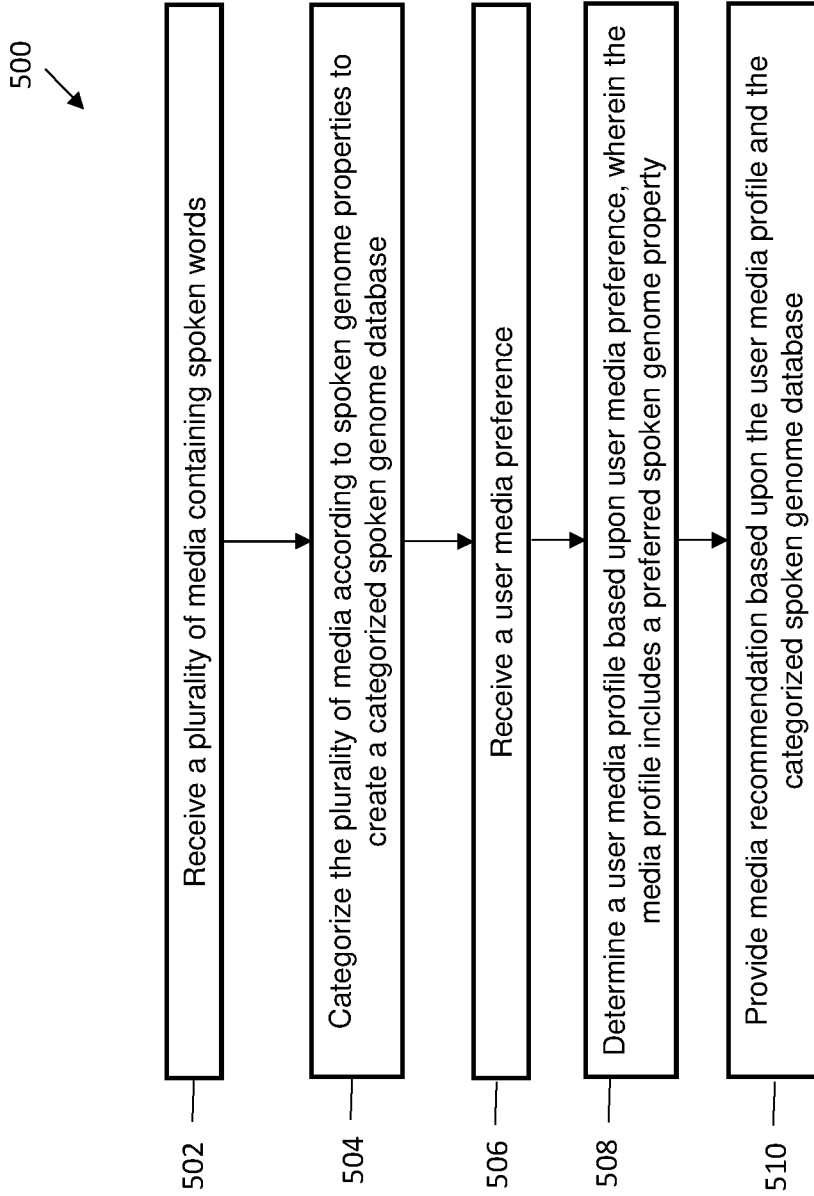 500
502
Receive a plurality of media containing spoken words
504
Categorize the plurality of media according to spoken genome properties to
create a categorized spoken genome database
506
Receive a user media preference
508
Determine a user media profile based upon user media preference, wherein the
media profile includes a preferred spoken genome property
510
Provide media recommendation based upon the user media profile and the
categorized spoken genome database